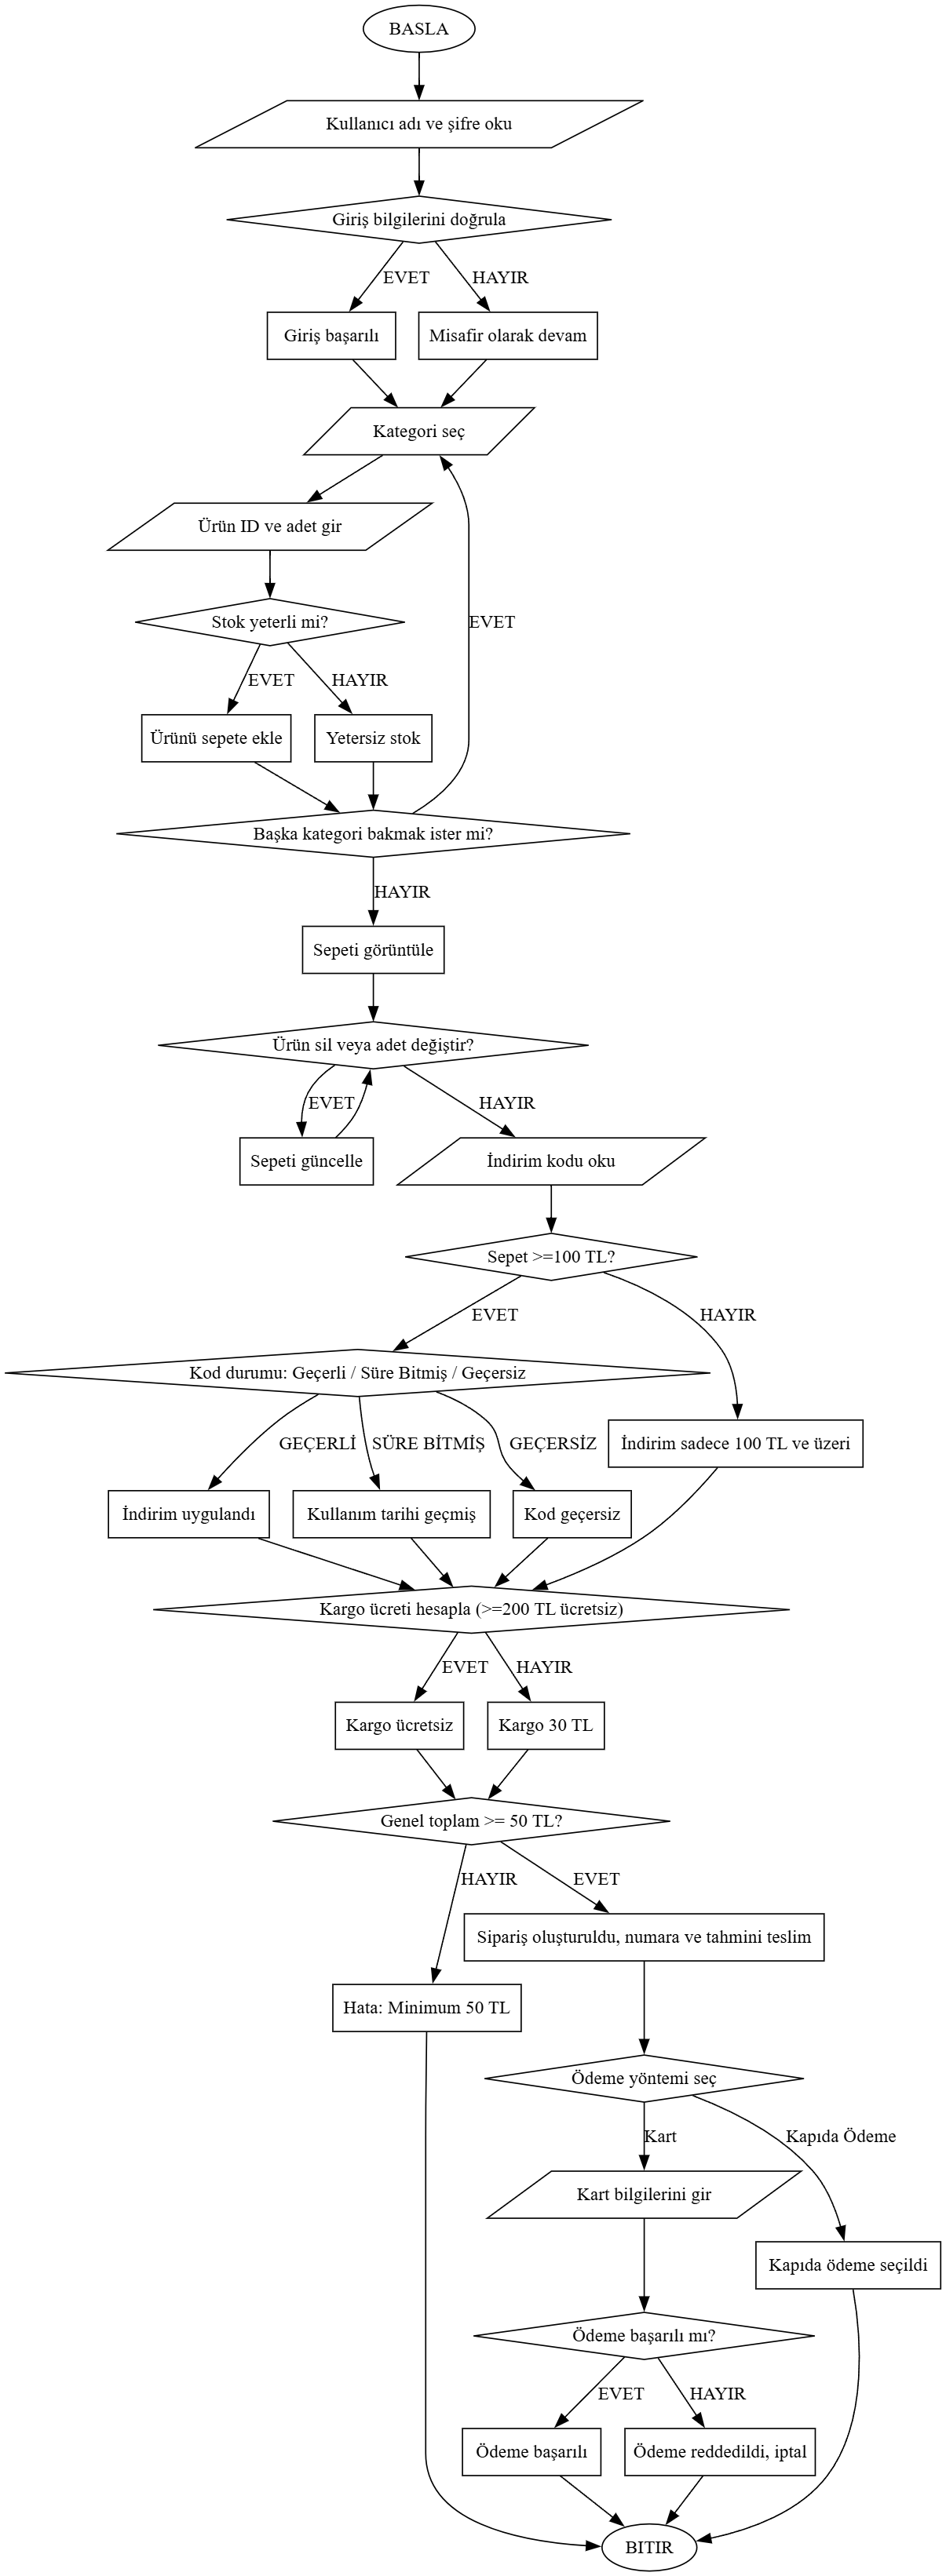 BASLA
Kullanıcı adı ve şifre oku
Giriş bilgilerini doğrula
EVET
HAYIR
Giriş başarılı
Misafir olarak devam
Kategori seç
Ürün ID ve adet gir
Stok yeterli mi?
EVET
EVET
HAYIR
Ürünü sepete ekle
Yetersiz stok
Başka kategori bakmak ister mi?
HAYIR
Sepeti görüntüle
Ürün sil veya adet değiştir?
EVET
HAYIR
Sepeti güncelle
İndirim kodu oku
Sepet >=100 TL?
EVET
HAYIR
Kod durumu: Geçerli / Süre Bitmiş / Geçersiz
GEÇERLİ
SÜRE BİTMİŞ
GEÇERSİZ
İndirim sadece 100 TL ve üzeri
İndirim uygulandı
Kullanım tarihi geçmiş
Kod geçersiz
Kargo ücreti hesapla (>=200 TL ücretsiz)
EVET
HAYIR
Kargo ücretsiz
Kargo 30 TL
Genel toplam >= 50 TL?
HAYIR
EVET
Sipariş oluşturuldu, numara ve tahmini teslim
Hata: Minimum 50 TL
Ödeme yöntemi seç
Kart
Kapıda Ödeme
Kart bilgilerini gir
Kapıda ödeme seçildi
Ödeme başarılı mı?
EVET
HAYIR
Ödeme başarılı
Ödeme reddedildi, iptal
BITIR